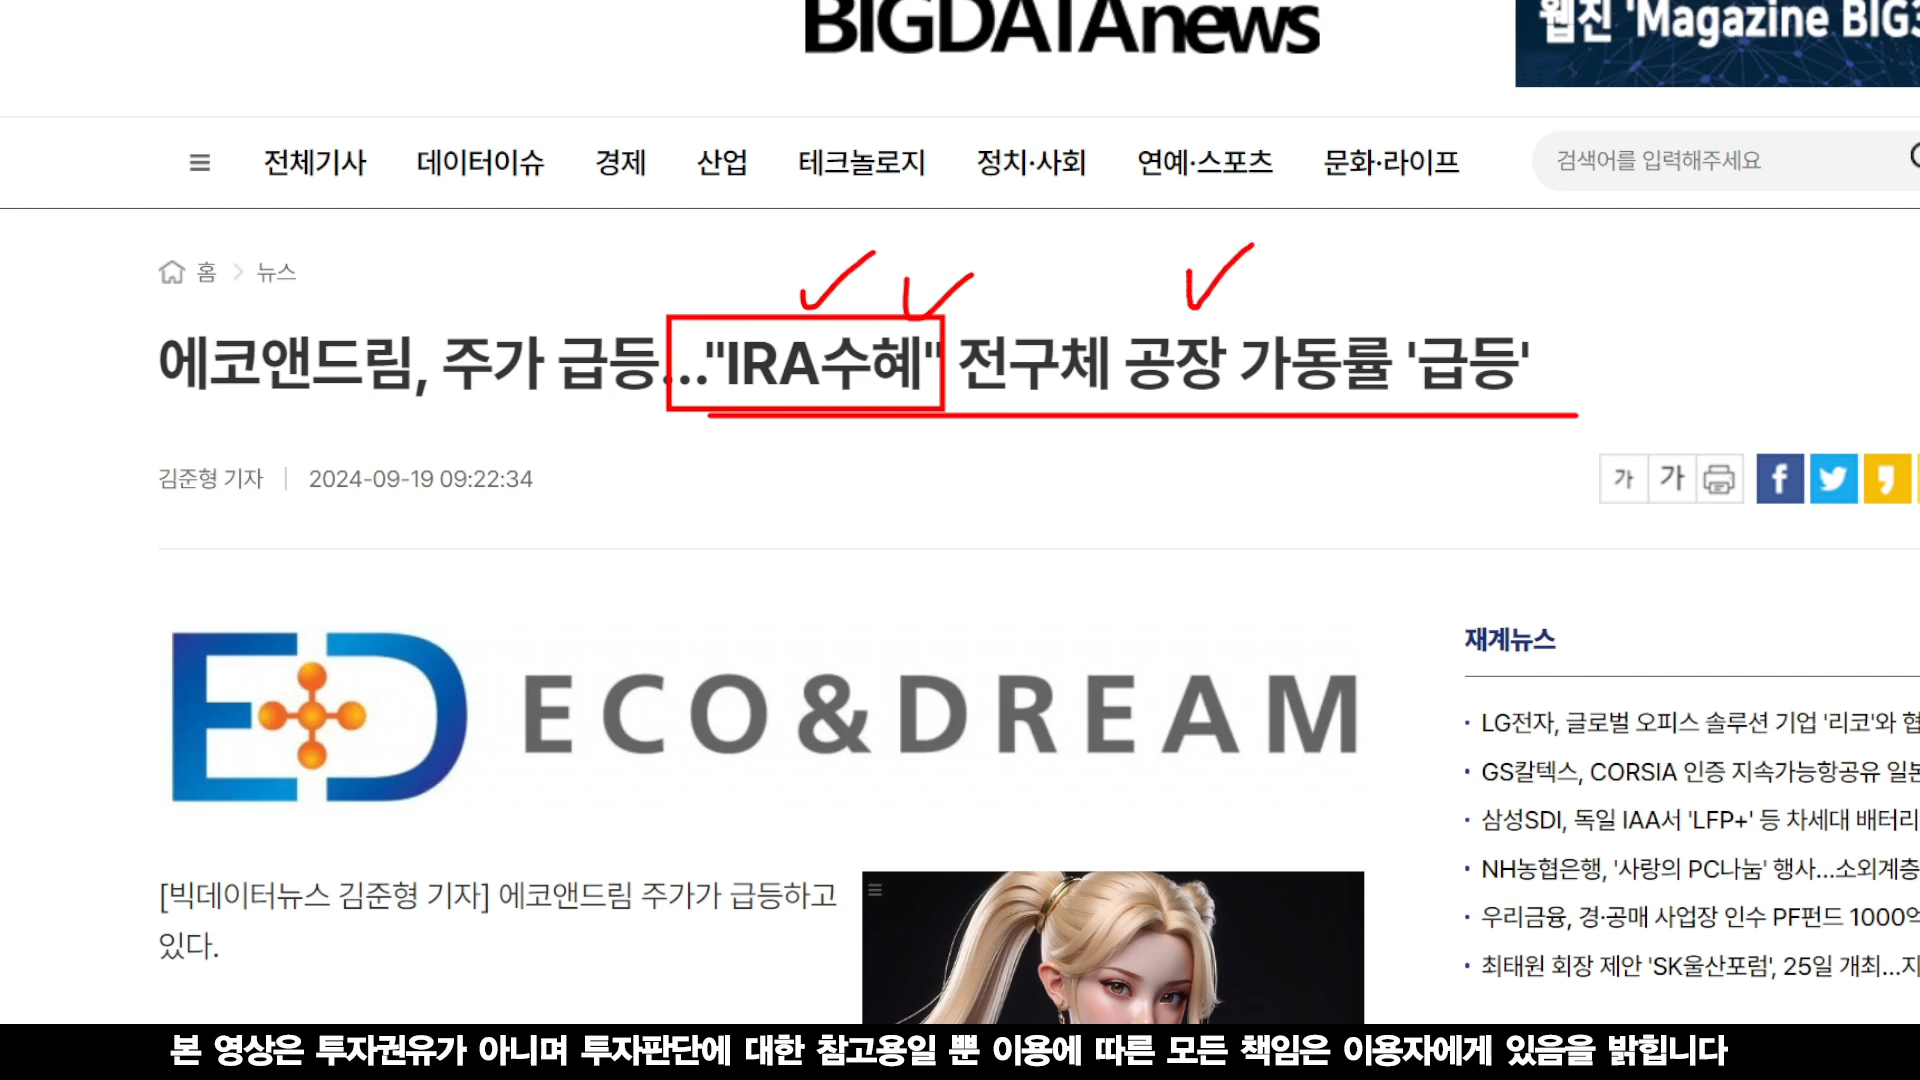 BIGDATAnews
웹진 'Magazine BIG3
전체기사 데이터이슈 경제 산업 테크놀로지 정치·사회 연예·스포츠 문화·라이프 검색어를 입력해주세요
홈 > 뉴스
에코앤드림, 주가 급등..."IRA수혜" 전구체 공장 가동률 '급등'
김준형 기자 | 2024-09-19 09:22:34
가 가
ED ECO&DREAM
[빅데이터뉴스 김준형 기자] 에코앤드림 주가가 급등하고
있다.
재계뉴스
· LG전자, 글로벌 오피스 솔루션 기업 '리코'와 협
· GS칼텍스, CORSIA 인증 지속가능항공유 일본
· 삼성SDI, 독일 IAA서 'LFP+' 등 차세대 배터리
· NH농협은행, '사랑의 PC나눔' 행사...소외계층
· 우리금융, 경·공매 사업장 인수 PF펀드 1000억
· 최태원 회장 제안 'SK울산포럼', 25일 개최...지
본 영상은 투자권유가 아니며 투자판단에 대한 참고용일 뿐 이용에 따른 모든 책임은 이용자에게 있음을 밝힙니다